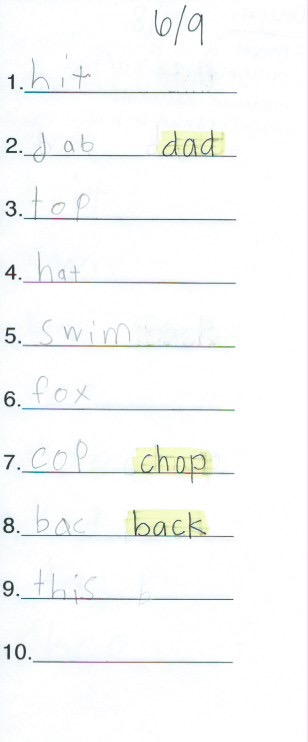 6/9
1. hit
2. dab dad
3. top
4. hat
5. swim
6. fox
7. cop chop
8. bac back
9. this b
10.